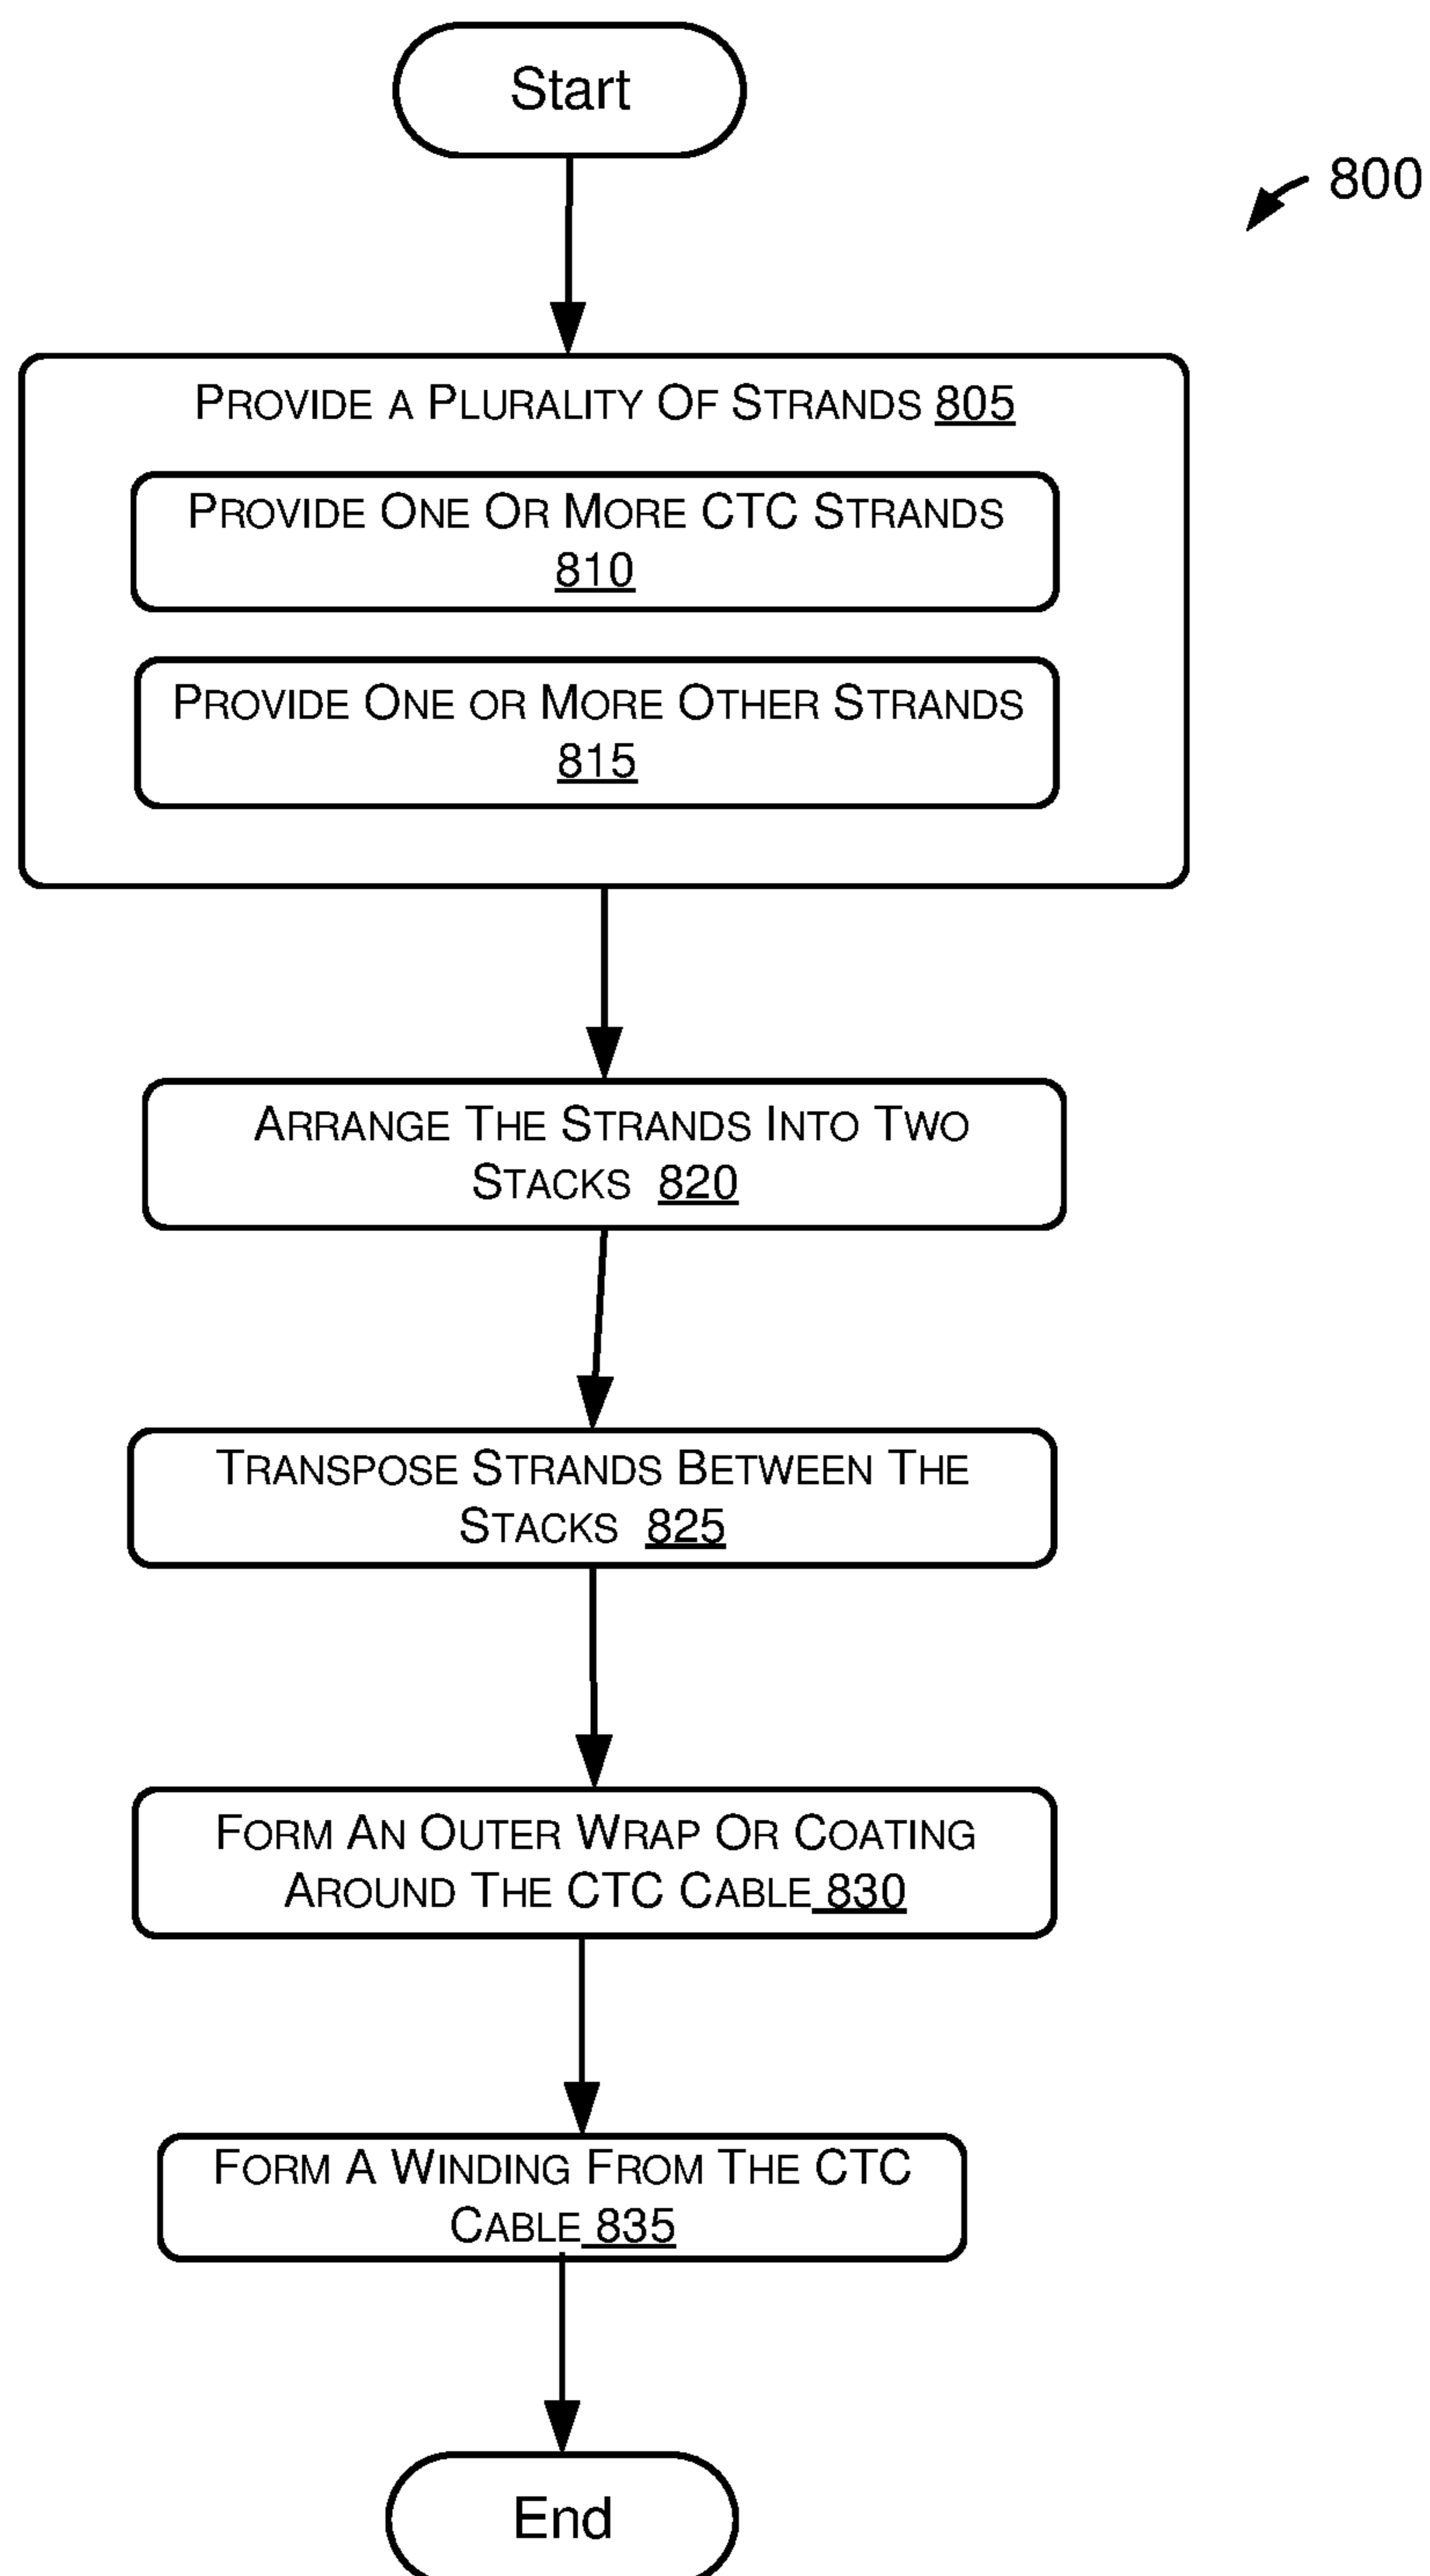 Start
800
PROVIDE A PLURALITY OF STRANDS 805
PROVIDE ONE OR MORE CTC STRANDS
810
PROVIDE ONE OR MORE OTHER STRANDS
815
ARRANGE THE STRANDS INTO TWO
STACKS 820
TRANSPOSE STRANDS BETWEEN THE
STACKS 825
FORM AN OUTER WRAP OR COATING
AROUND THE CTC CABLE 830
FORM A WINDING FROM THE CTC
CABLE 835
End